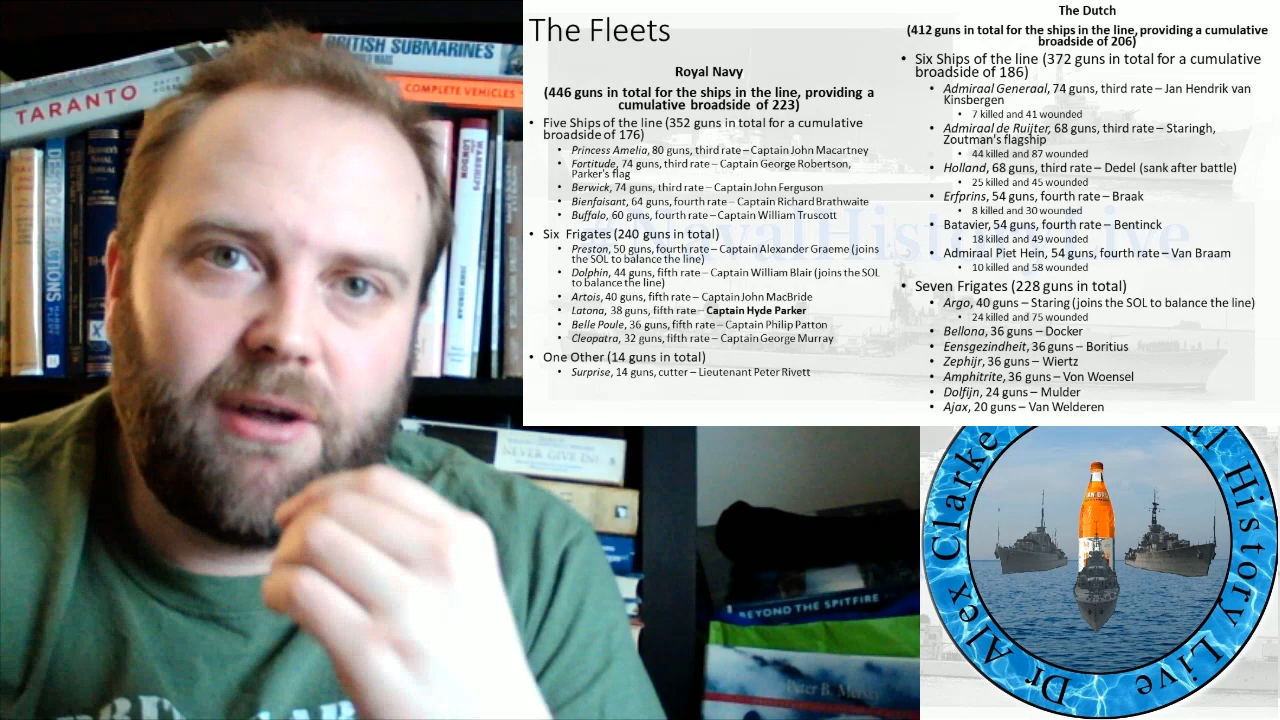 The Fleets
Royal Navy
(446 guns in total for the ships in the line, providing a
cumulative broadside of 223)
• Five Ships of the line (352 guns in total for a cumulative
broadside of 176)
• Princess Amelia, 80 guns, third rate – Captain John Macartney
• Fortitude, 74 guns, third rate – Captain George Robertson,
Parker's flag
• Berwick, 74 guns, third rate – Captain John Ferguson
• Bienfaisant, 64 guns, fourth rate – Captain Richard Brathwaite
• Buffalo, 60 guns, fourth rate – Captain William Truscott
• Six Frigates (240 guns in total)
• Preston, 50 guns, fourth rate – Captain Alexander Graeme (joins
the SOL to balance the line)
• Dolphin, 44 guns, fifth rate – Captain William Blair (joins the SOL
to balance the line)
• Artois, 40 guns, fifth rate – Captain John MacBride
• Latona, 38 guns, fifth rate – Captain Hyde Parker
• Belle Poule, 36 guns, fifth rate – Captain Philip Patton
• Cleopatra, 32 guns, fifth rate – Captain George Murray
• One Other (14 guns in total)
• Surprise, 14 guns, cutter – Lieutenant Peter Rivett
The Dutch
(412 guns in total for the ships in the line, providing a cumulative
broadside of 206)
• Six Ships of the line (372 guns in total for a cumulative
broadside of 186)
• Admiraal Generaal, 74 guns, third rate – Jan Hendrik van
Kinsbergen
• 7 killed and 41 wounded
• Admiraal de Ruijter, 68 guns, third rate – Staringh,
Zoutman's flagship
• 44 killed and 87 wounded
• Holland, 68 guns, third rate – Dedel (sank after battle)
• 25 killed and 45 wounded
• Erfprins, 54 guns, fourth rate – Braak
• 8 killed and 30 wounded
• Batavier, 54 guns, fourth rate – Bentinck
• 18 killed and 49 wounded
• Admiraal Piet Hein, 54 guns, fourth rate – Van Braam
• 10 killed and 58 wounded
• Seven Frigates (228 guns in total)
• Argo, 40 guns – Staring (joins the SOL to balance the line)
• 24 killed and 75 wounded
• Bellona, 36 guns – Docker
• Eensgezindheit, 36 guns – Boritius
• Zephijr, 36 guns – Wiertz
• Amphitrite, 36 guns – Von Woensel
• Dolfijn, 24 guns – Mulder
• Ajax, 20 guns – Van Welderen
BRITISH SUBMARINES
TARANTO
DAVID
COMPLETE VEHICLES
WARSHIPS
LONDON
JOHN JORDAN
NEVER GIVE IN!
BEYOND THE SPITFIRE
Peter B.
Dr Alex Clarke
History Live